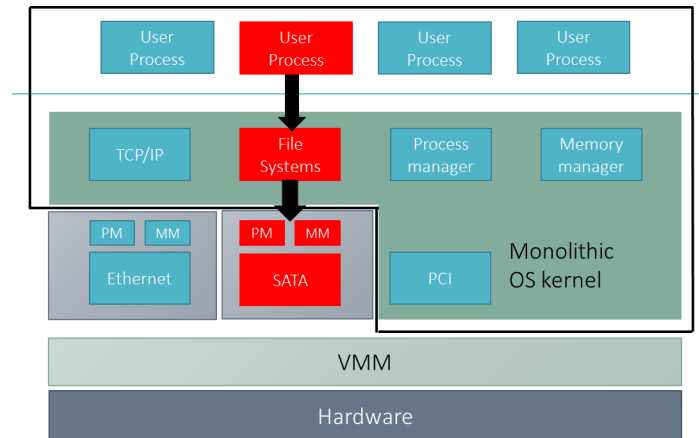 User
Process
User
Process
User
Process
User
Process
TCP/IP
File
Systems
Process
manager
Memory
manager
PM
MM
Ethernet
PM
MM
SATA
PCI
Monolithic
OS kernel
VMM
Hardware